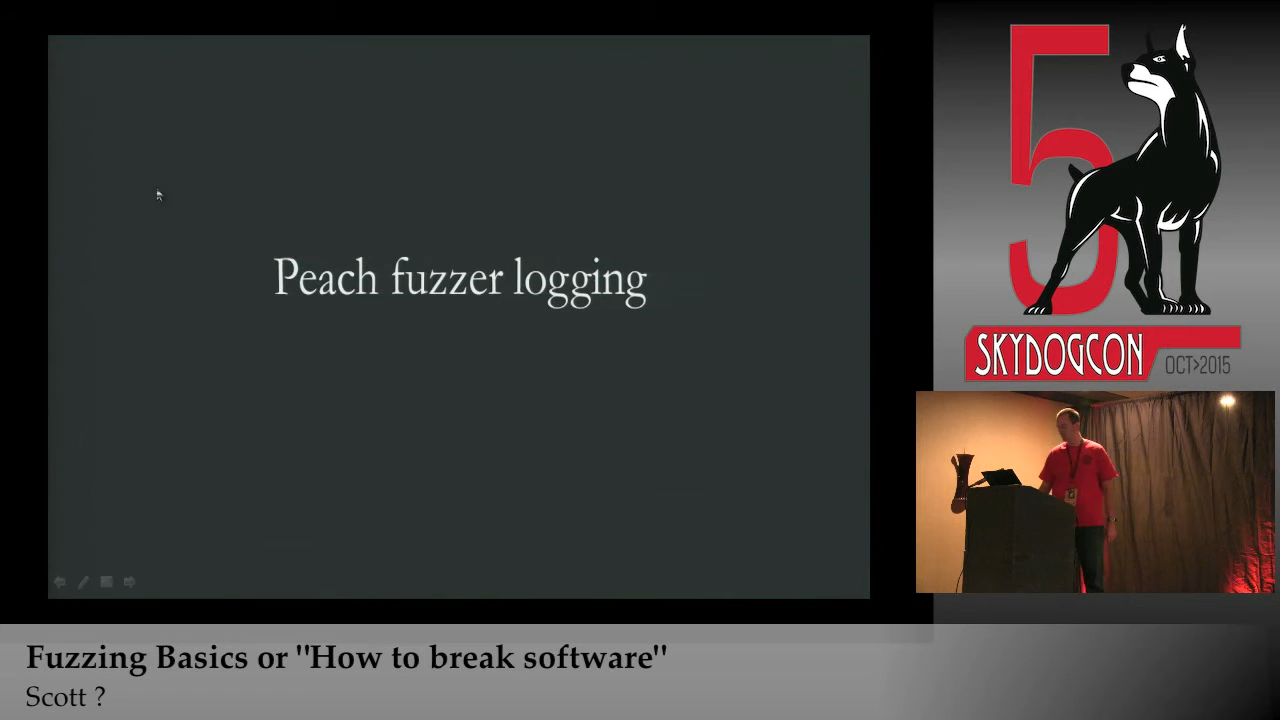 Peach fuzzer logging
5
SKYDOGCON
OCT>2015
Fuzzing Basics or "How to break software"
Scott ?